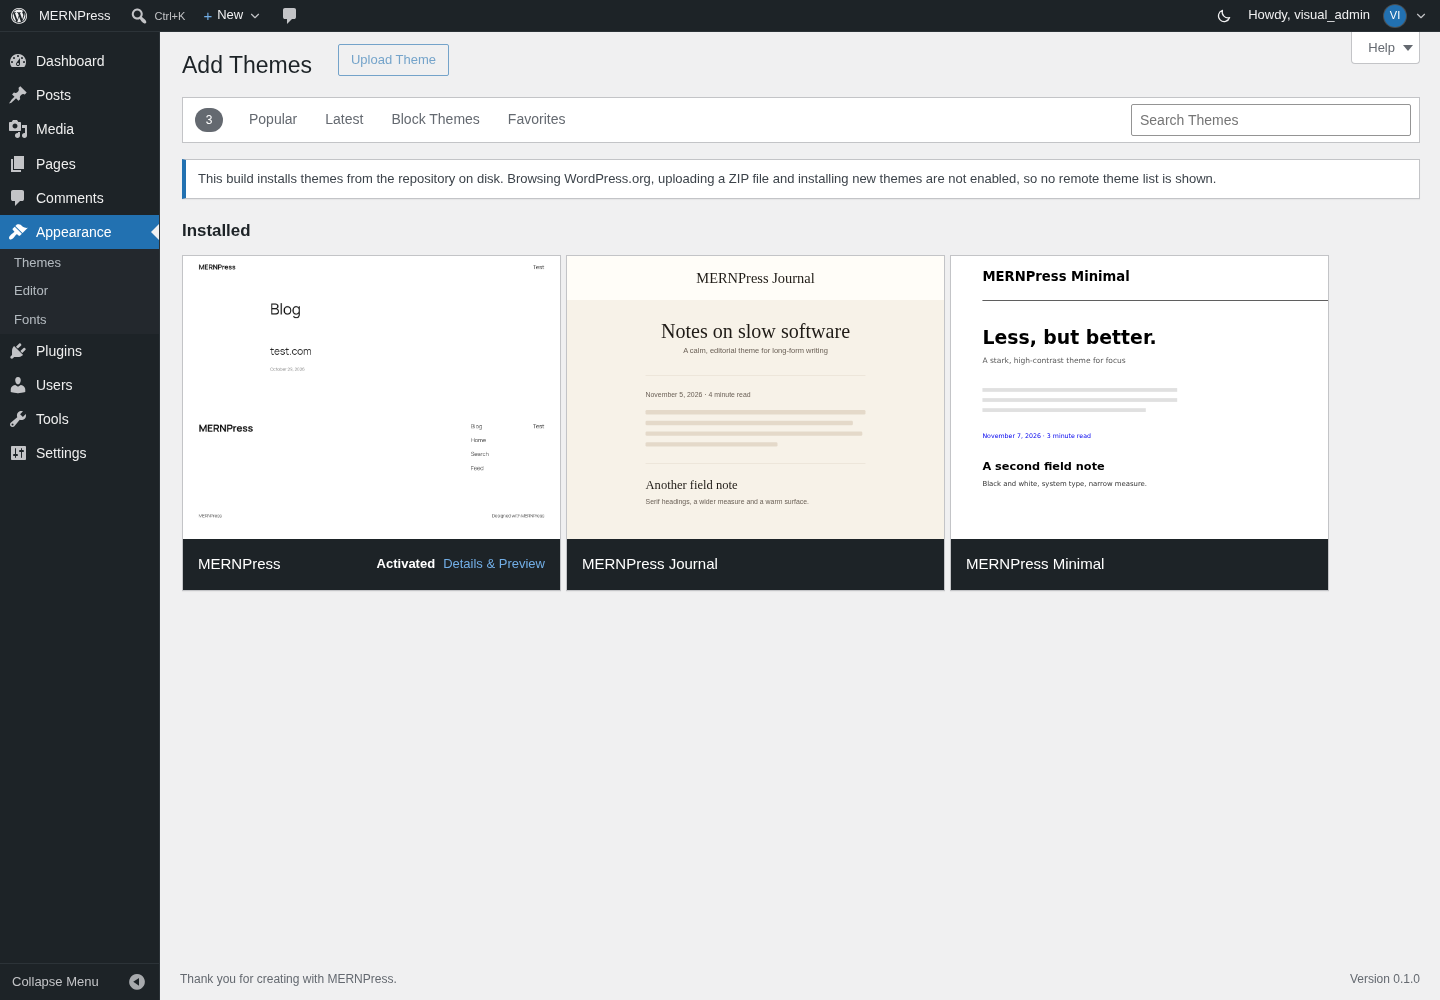 MERNPress Ctrl+K + New Howdy, visual_admin VI
Dashboard
Posts
Media
Pages
Comments
Appearance
Themes
Editor
Fonts
Plugins
Users
Tools
Settings
Collapse Menu
Help
Add Themes Upload Theme
3 Popular Latest Block Themes Favorites Search Themes
This build installs themes from the repository on disk. Browsing WordPress.org, uploading a ZIP file and installing new themes are not enabled, so no remote theme list is shown.
Installed
MERNPress Test
Blog
test.com
October 25, 2026
MERNPress Blog Test
Home
Search
Feed
MERNPress Designed with MERNPress
MERNPress Activated Details & Preview
MERNPress Journal
Notes on slow software
A calm, editorial theme for long-form writing
November 5, 2026 · 4 minute read
Another field note
Serif headings, a wider measure and a warm surface.
MERNPress Journal
MERNPress Minimal
Less, but better.
A stark, high-contrast theme for focus
November 7, 2026 · 3 minute read
A second field note
Black and white, system type, narrow measure.
MERNPress Minimal
Thank you for creating with MERNPress. Version 0.1.0